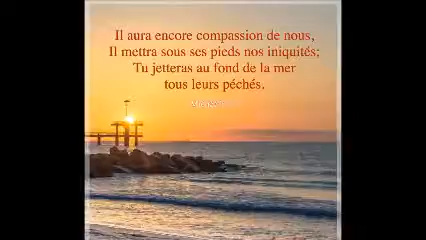 Il aura encore compassion de nous,
Il mettra sous ses pieds nos iniquités;
Tu jetteras au fond de la mer
tous leurs péchés.